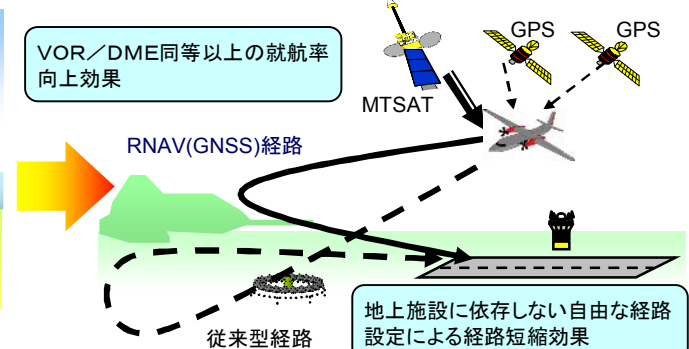 VOR／DME同等以上の就航率
向上効果
GPS
GPS
MTSAT
RNAV(GNSS)経路
従来型経路
地上施設に依存しない自由な経路
設定による経路短縮効果